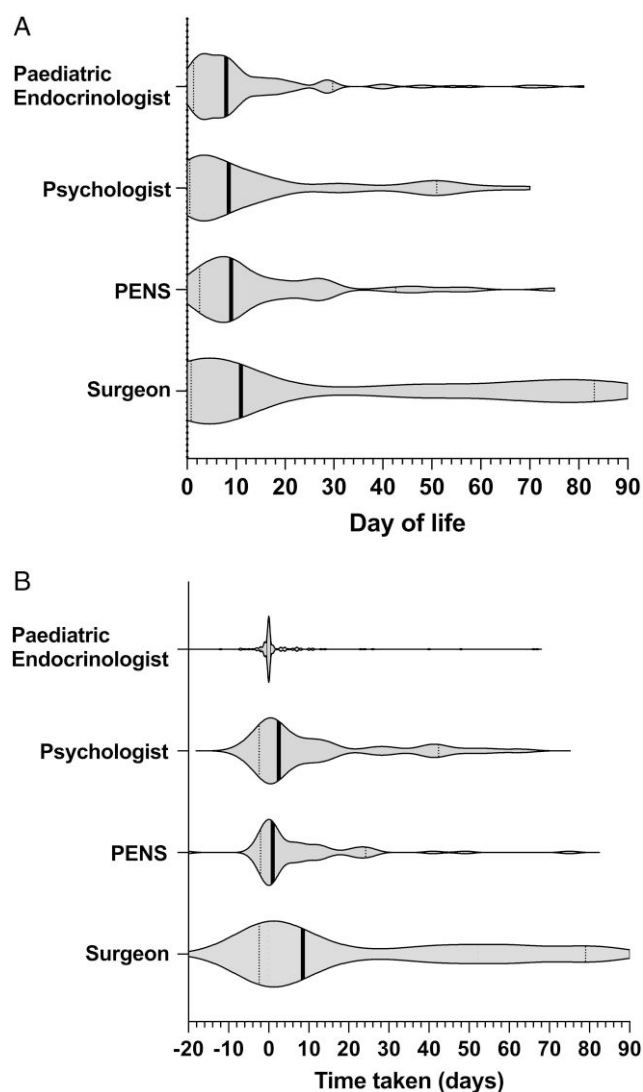 A
Paediatric
Endocrinologist
Psychologist
PENS
Surgeon
0 10 20 30 40 50 60 70 80 90
Day of life
B
Paediatric
Endocrinologist
Psychologist
PENS
Surgeon
-20 -10 0 10 20 30 40 50 60 70 80 90
Time taken (days)